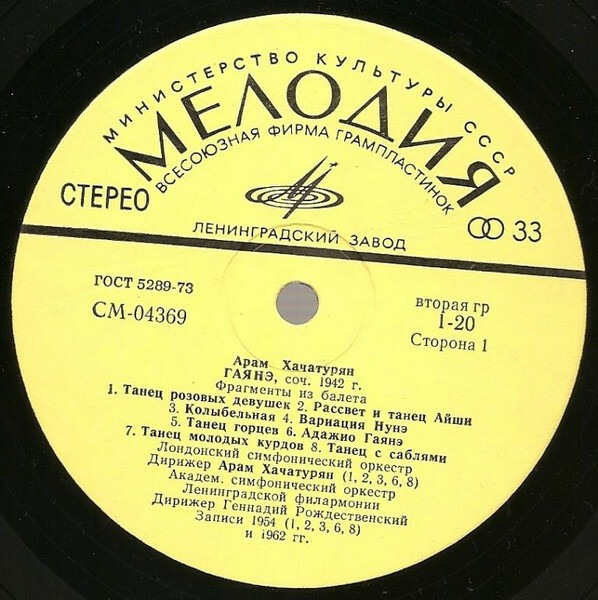 МИНИСТЕРСТВО КУЛЬТУРЫ СССР
МЕЛОДИЯ
ВСЕСОЮЗНАЯ ФИРМА ГРАМПЛАСТИНОК
СТЕРЕО
33
ЛЕНИНГРАДСКИЙ ЗАВОД
ГОСТ 5289-73
СМ-04369
вторая гр
1-20
Сторона 1
Арам Хачатурян
ГАЯНЭ, соч. 1942 г.
Фрагменты из балета
1. Танец розовых девушек 2. Рассвет и танец Айши
3. Колыбельная 4. Вариация Нунэ
5. Танец горцев 6. Адажио Гаянэ
7. Танец молодых курдов 8. Танец с саблями
Лондонский симфонический оркестр
Дирижер Арам Хачатурян (1, 2, 3, 6, 8)
Академ. симфонический оркестр
Ленинградской филармонии
Дирижер Геннадий Рождественский
Записи 1954 (1, 2, 3, 6, 8)
и 1962 гг.